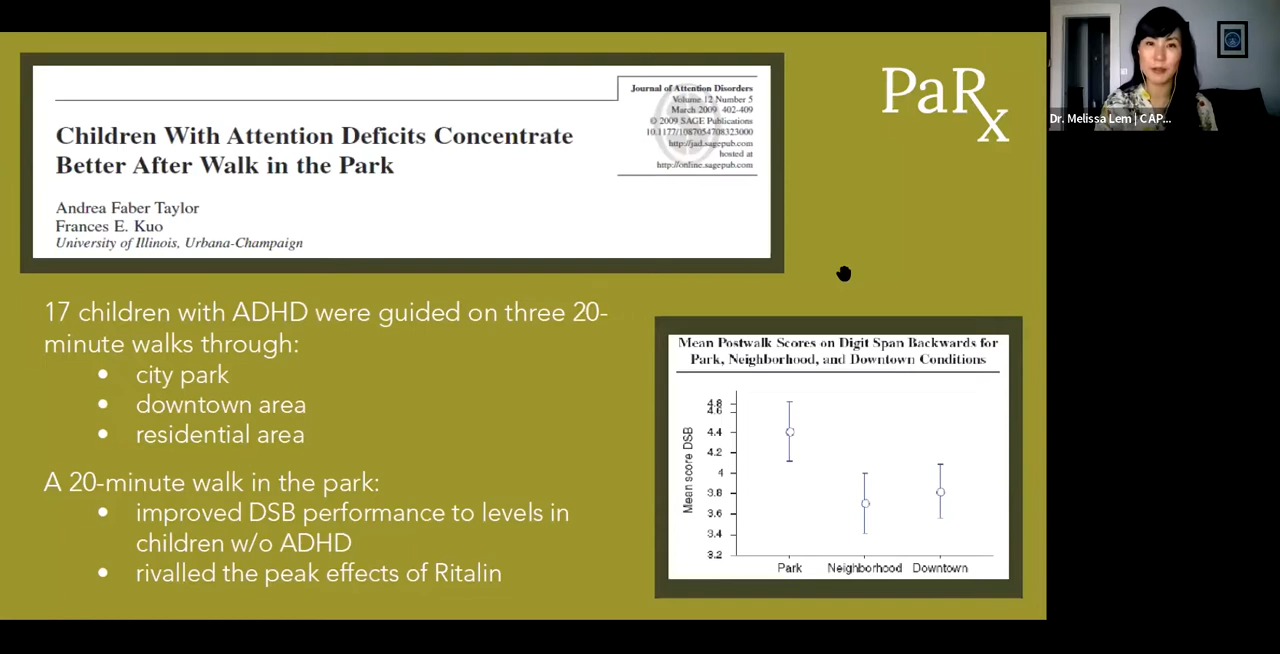 Journal of Attention Disorders
Volume 12 Number 5
March 2009 402-409
© 2009 SAGE Publications
10.1177/1087054708323000
http://jad.sagepub.com
hosted at
http://online.sagepub.com
Children With Attention Deficits Concentrate
Better After Walk in the Park
Andrea Faber Taylor
Frances E. Kuo
University of Illinois, Urbana-Champaign
PaRx
Dr. Melissa Lem | CAP...
17 children with ADHD were guided on three 20-
minute walks through:
• city park
• downtown area
• residential area
A 20-minute walk in the park:
• improved DSB performance to levels in
children w/o ADHD
• rivalled the peak effects of Ritalin
Mean Postwalk Scores on Digit Span Backwards for
Park, Neighborhood, and Downtown Conditions
Mean score DSB
4.8
4.6
4.4
4.2
4
3.8
3.6
3.4
3.2
Park Neighborhood Downtown